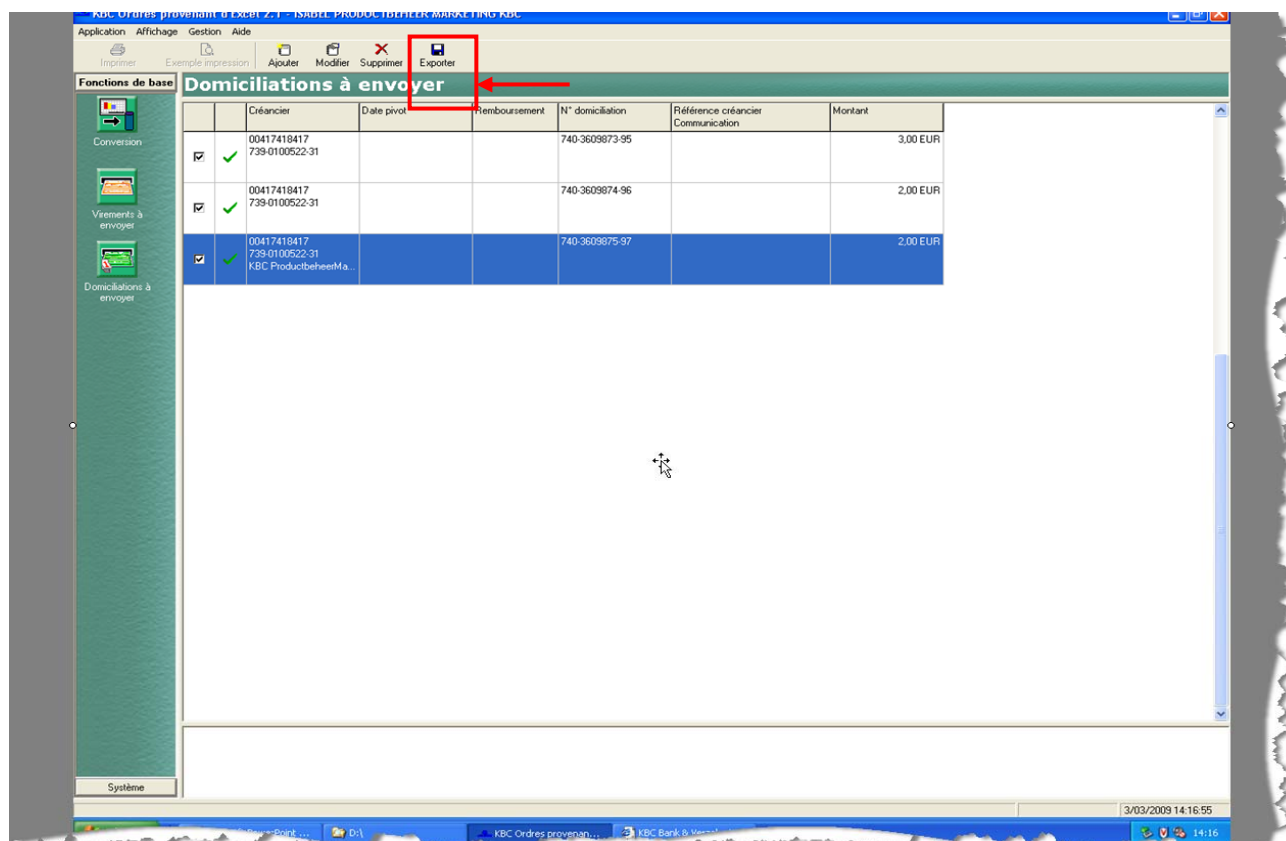 KBC Ordres provenant d'Excel 2.1 - ISABEL PRODUCTBEHEER MARKETING KBC
Application Affichage Gestion Aide
Imprimer Exemple impression Ajouter Modifier Supprimer Exporter
Fonctions de base
Domiciliations à envoyer
Conversion
Virements à
envoyer
Domiciliations à
envoyer
Système
Créancier Date pivot Remboursement N° domiciliation Référence créancier Montant
Communication
00417418417 740-3609873-95 3,00 EUR
739-0100522-31
00417418417 740-3609874-96 2,00 EUR
739-0100522-31
00417418417 740-3609875-97 2,00 EUR
739-0100522-31
KBC ProductbeheerMa...
3/03/2009 14:16:55
PowerPoint ... D:\ KBC Ordres provenan... KBC Bank & 14:16